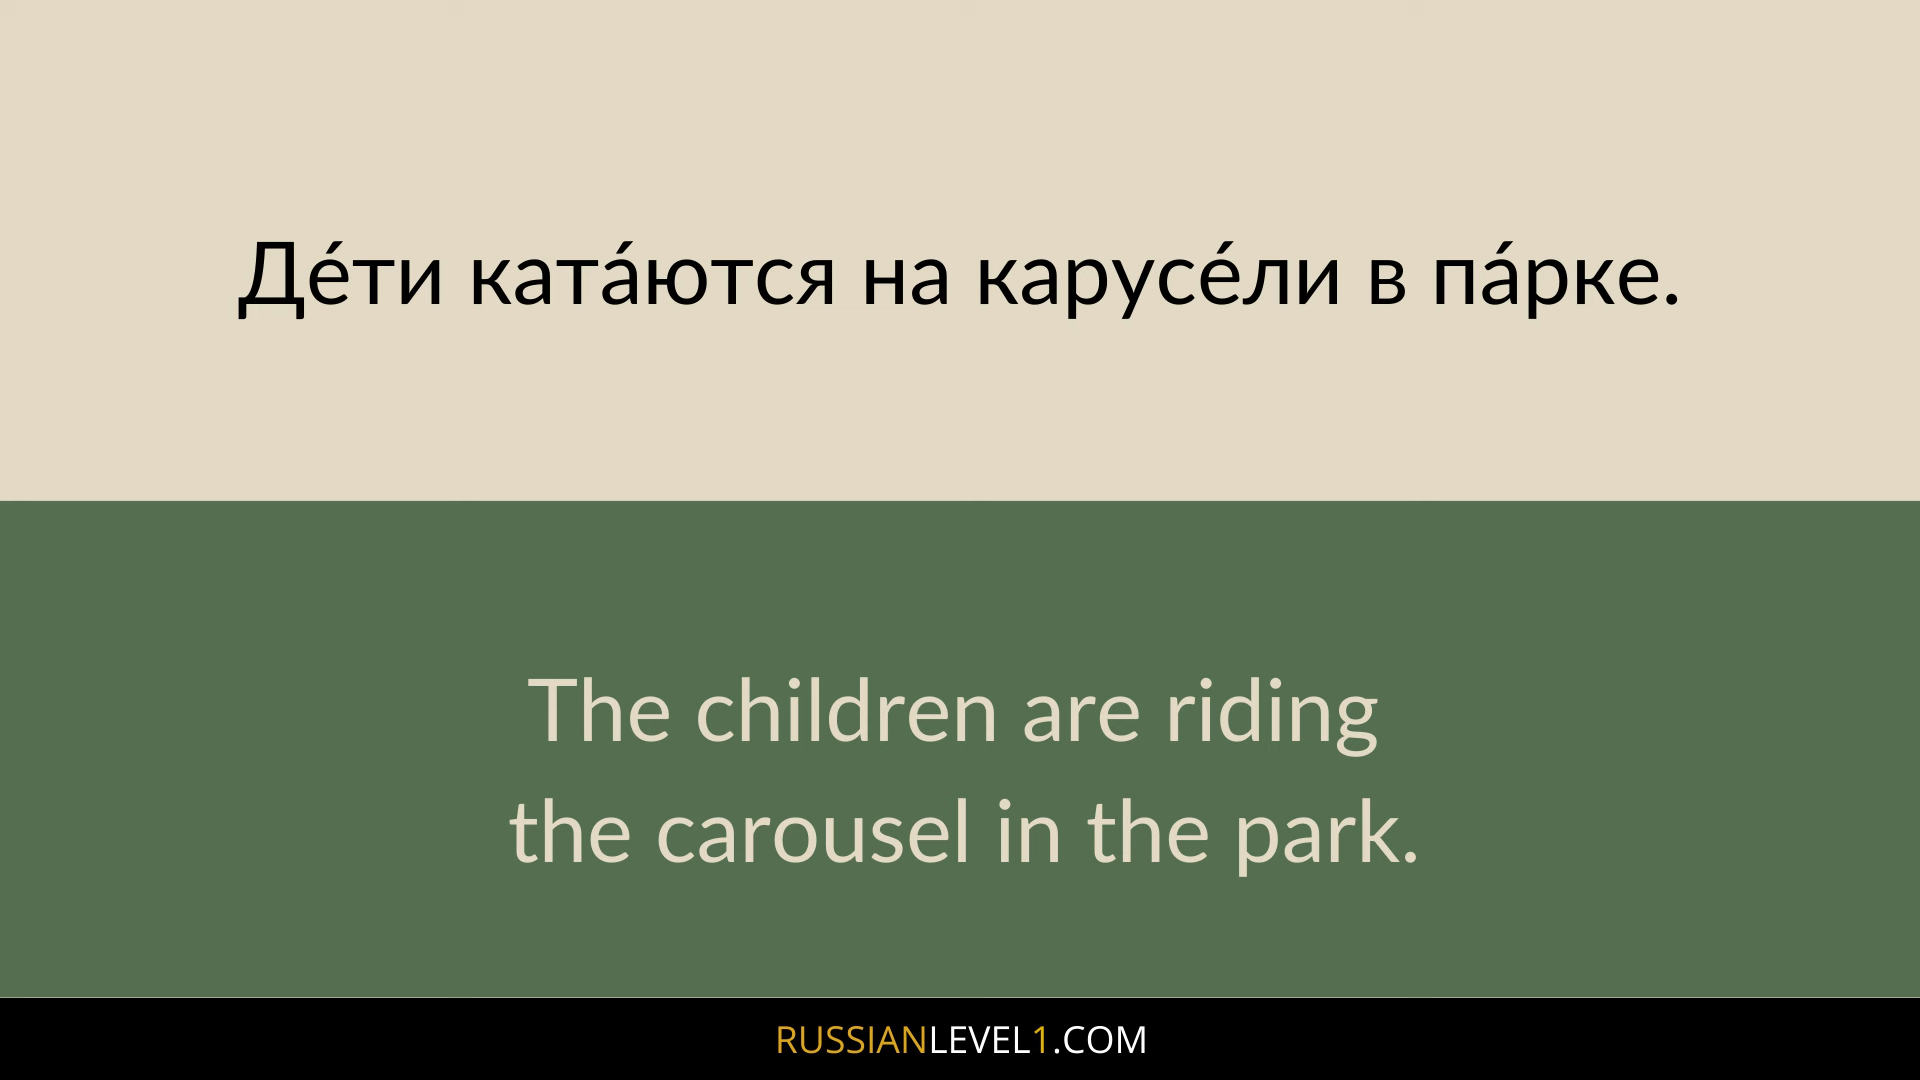 Де́ти ката́ются на карусе́ли в па́рке.
The children are riding
the carousel in the park.
RUSSIANLEVEL1.COM